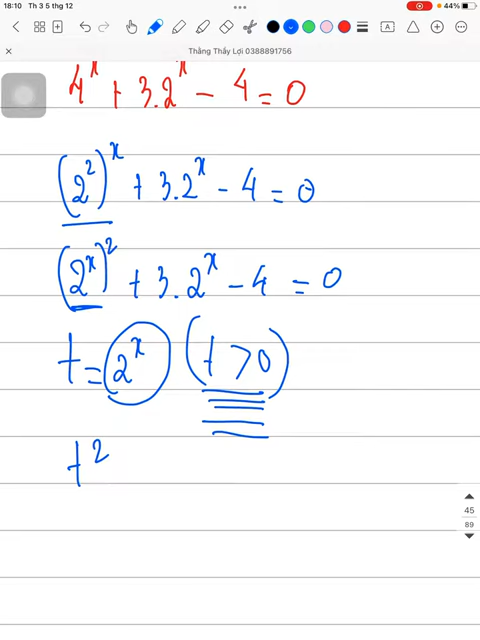 18:10 Th 3 5 thg 12
44%
Thắng Thầy Lợi 0388891756
4^x + 3.2^x - 4 = 0
(2^2)^x + 3.2^x - 4 = 0
(2^x)^2 + 3.2^x - 4 = 0
t = 2^x (t > 0)
t^2
45
89